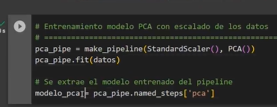 # Entrenamiento modelo PCA con escalado de los datos
# ==================================================
pca_pipe = make_pipeline(StandardScaler(), PCA())
pca_pipe.fit(datos)
# Se extrae el modelo entrenado del pipeline
modelo_pca = pca_pipe.named_steps['pca']